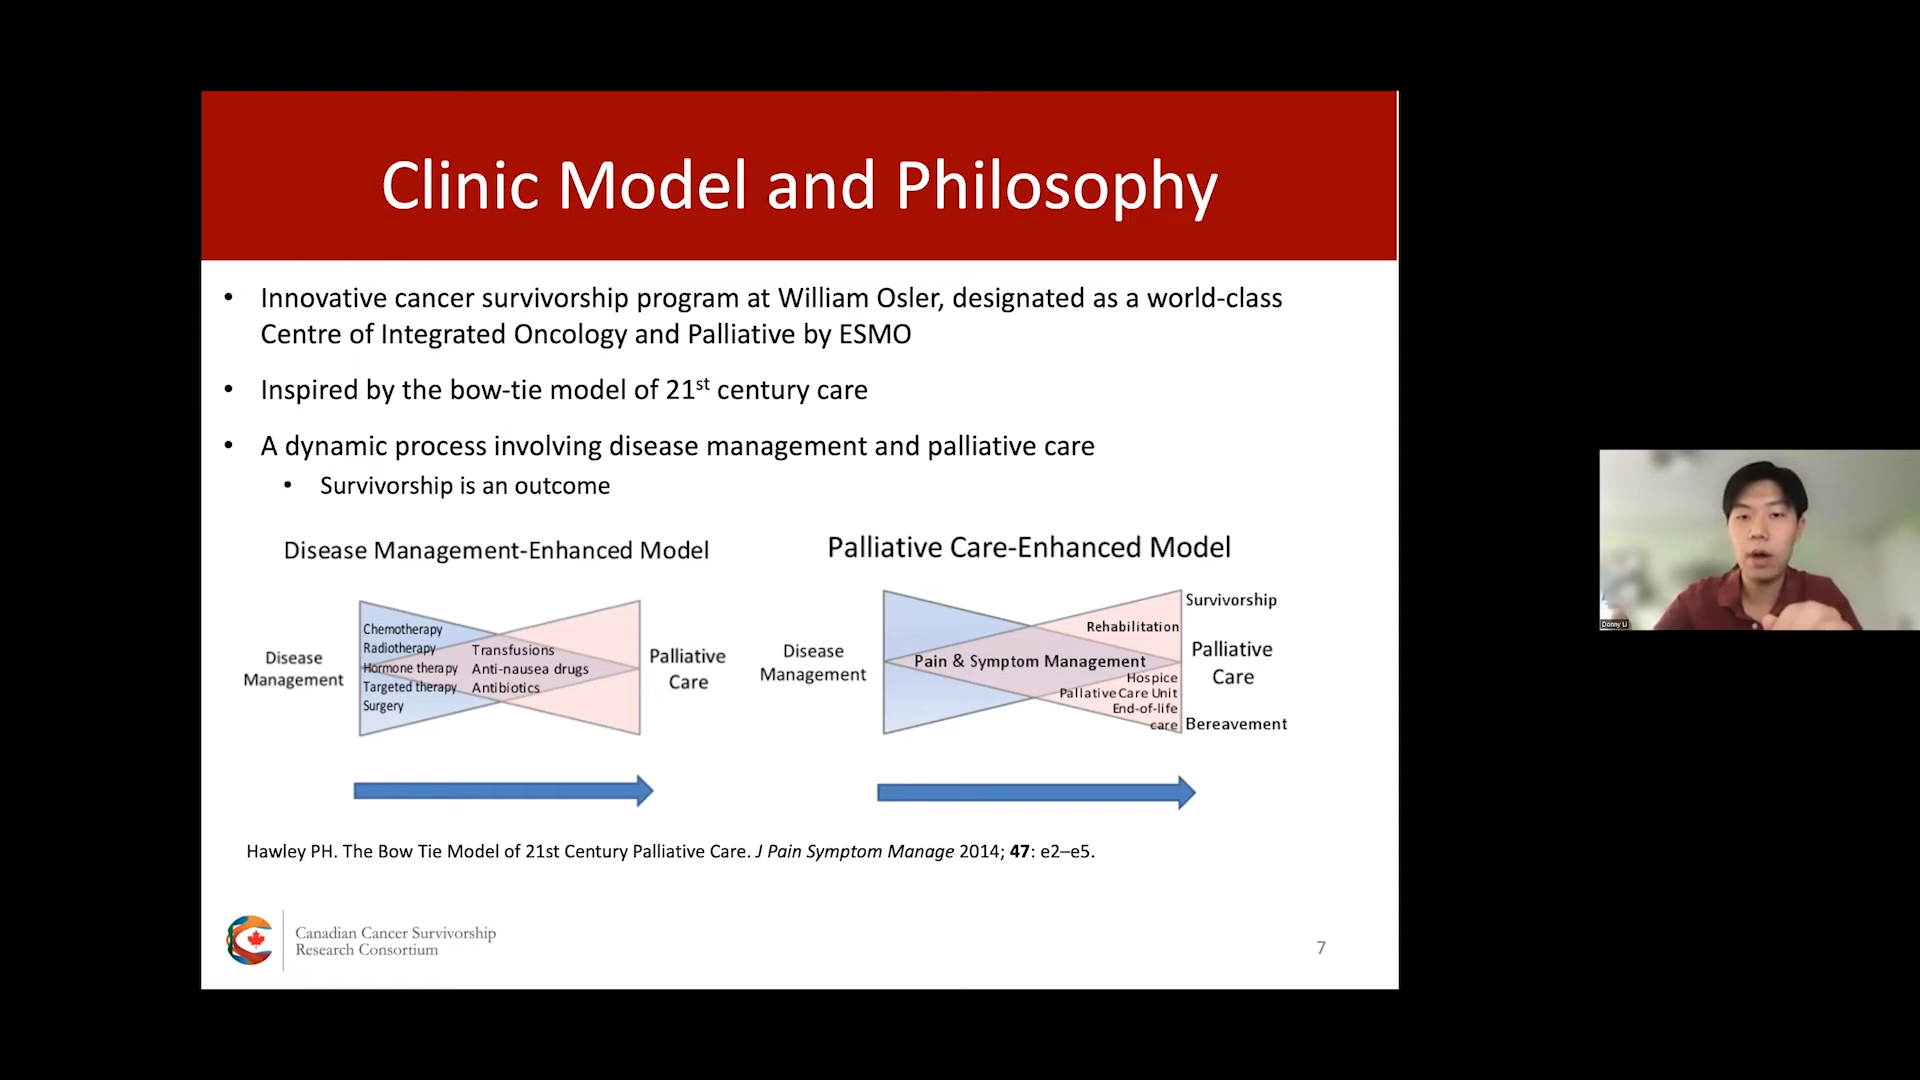 Clinic Model and Philosophy
• Innovative cancer survivorship program at William Osler, designated as a world-class
Centre of Integrated Oncology and Palliative by ESMO
• Inspired by the bow-tie model of 21st century care
• A dynamic process involving disease management and palliative care
• Survivorship is an outcome
Disease Management-Enhanced Model
Disease
Management
Chemotherapy
Radiotherapy
Hormone therapy
Targeted therapy
Surgery
Transfusions
Anti-nausea drugs
Antibiotics
Palliative
Care
Palliative Care-Enhanced Model
Disease
Management
Pain & Symptom Management
Rehabilitation
Hospice
Pallative Care Unit
End-of-life
care
Survivorship
Palliative
Care
Bereavement
Hawley PH. The Bow Tie Model of 21st Century Palliative Care. J Pain Symptom Manage 2014; 47: e2–e5.
Canadian Cancer Survivorship
Research Consortium
7
Donny Li